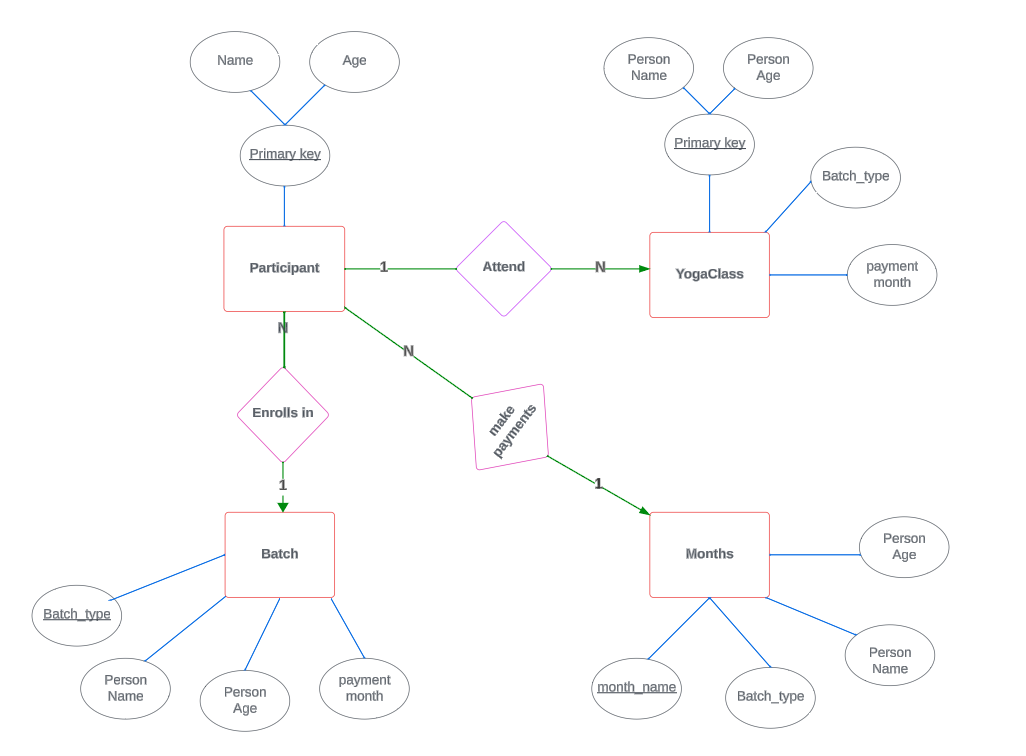 Name
Age
Person
Name
Person
Age
Primary key
Primary key
Batch_type
Participant
1
Attend
N
YogaClass
payment
month
N
N
Enrolls in
make
payments
1
1
Batch
Months
Person
Age
Batch_type
Person
Name
Person
Age
payment
month
month_name
Batch_type
Person
Name